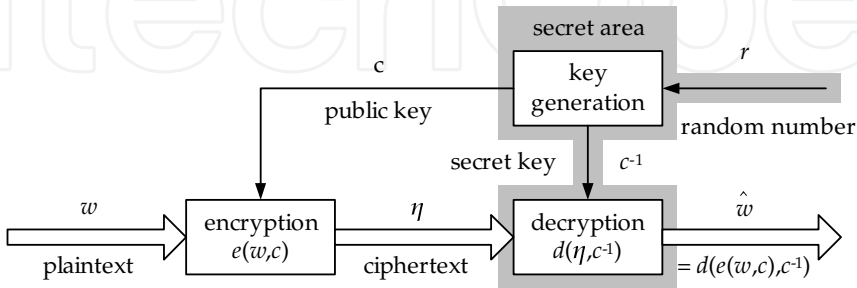 secret area
c
key
generation
r
public key
random number
secret key
c⁻¹
w
encryption
e(w,c)
η
decryption
d(η,c⁻¹)
ŵ
plaintext
ciphertext
= d(e(w,c),c⁻¹)